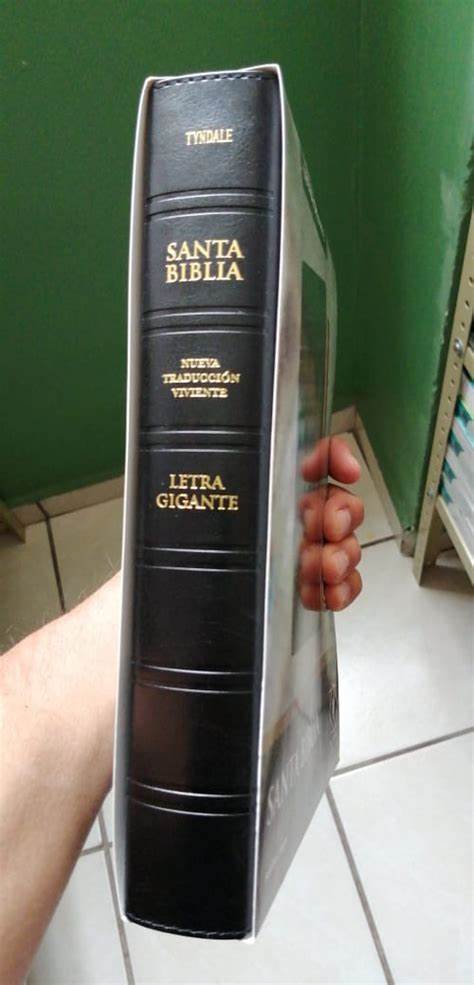 TYNDALE
SANTA
BIBLIA
NUEVA
TRADUCCIÓN
VIVIENTE
LETRA
GIGANTE